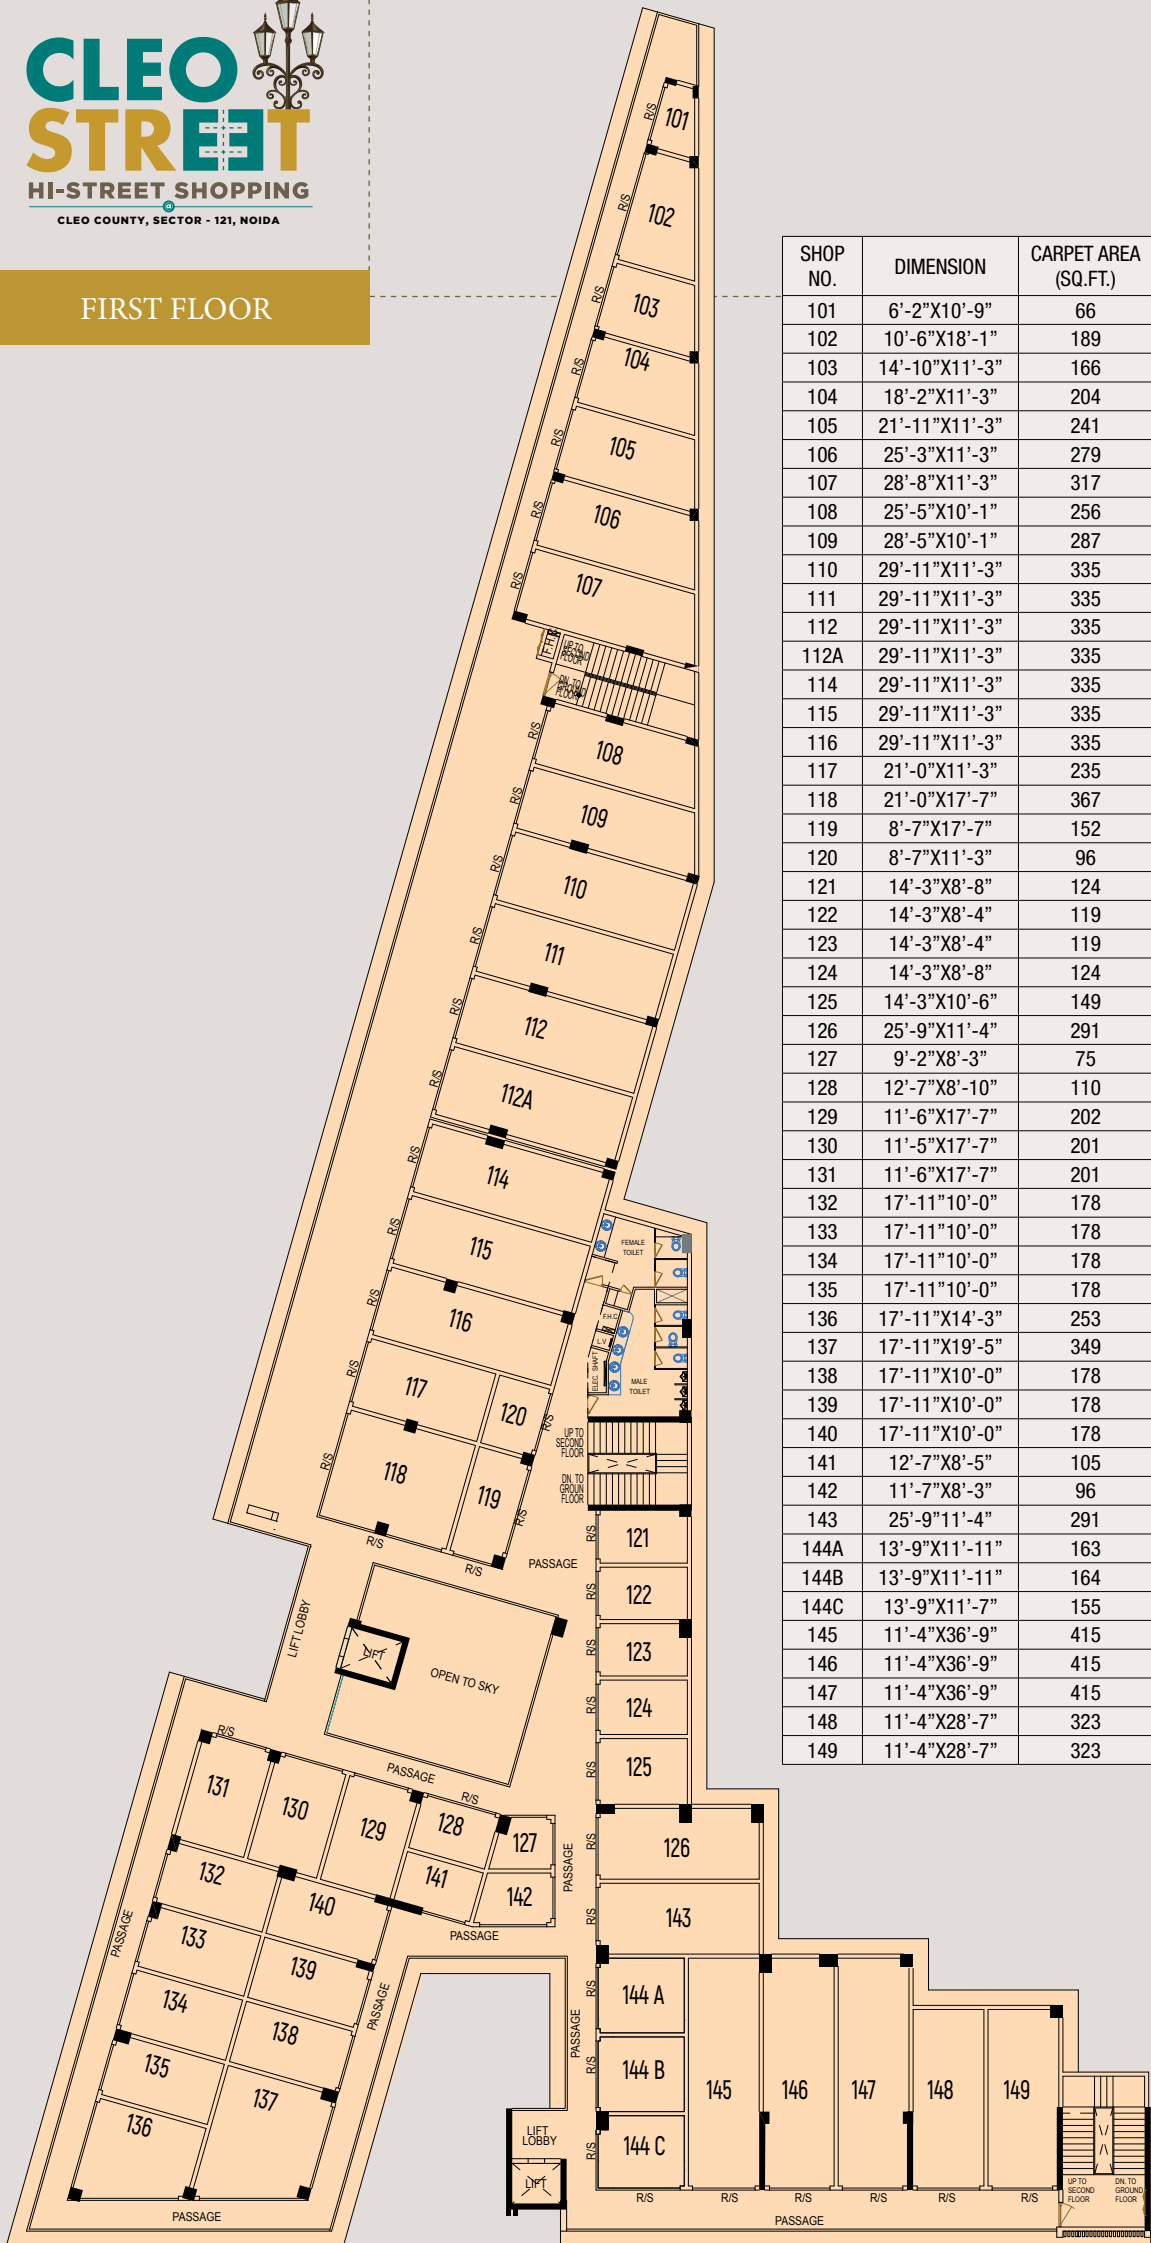 CLEO
STREET
HI-STREET SHOPPING
CLEO COUNTY, SECTOR - 121, NOIDA
FIRST FLOOR
SHOP NO. DIMENSION CARPET AREA (SQ.FT.)
101 6’-2”X10’-9” 66
102 10’-6”X18’-1” 189
103 14’-10”X11’-3” 166
104 18’-2”X11’-3” 204
105 21’-11”X11’-3” 241
106 25’-3”X11’-3” 279
107 28’-8”X11’-3” 317
108 25’-5”X10’-1” 256
109 28’-5”X10’-1” 287
110 29’-11”X11’-3” 335
111 29’-11”X11’-3” 335
112 29’-11”X11’-3” 335
112A 29’-11”X11’-3” 335
114 29’-11”X11’-3” 335
115 29’-11”X11’-3” 335
116 29’-11”X11’-3” 335
117 21’-0”X11’-3” 235
118 21’-0”X17’-7” 367
119 8’-7”X17’-7” 152
120 8’-7”X11’-3” 96
121 14’-3”X8’-8” 124
122 14’-3”X8’-4” 119
123 14’-3”X8’-4” 119
124 14’-3”X8’-8” 124
125 14’-3”X10’-6” 149
126 25’-9”X11’-4” 291
127 9’-2”X8’-3” 75
128 12’-7”X8’-10” 110
129 11’-6”X17’-7” 202
130 11’-5”X17’-7” 201
131 11’-6”X17’-7” 201
132 17’-11”10’-0” 178
133 17’-11”10’-0” 178
134 17’-11”10’-0” 178
135 17’-11”10’-0” 178
136 17’-11”X14’-3” 253
137 17’-11”X19’-5” 349
138 17’-11”X10’-0” 178
139 17’-11”X10’-0” 178
140 17’-11”X10’-0” 178
141 12’-7”X8’-5” 105
142 11’-7”X8’-3” 96
143 25’-9”11’-4” 291
144A 13’-9”X11’-11” 163
144B 13’-9”X11’-11” 164
144C 13’-9”X11’-7” 155
145 11’-4”X36’-9” 415
146 11’-4”X36’-9” 415
147 11’-4”X36’-9” 415
148 11’-4”X28’-7” 323
149 11’-4”X28’-7” 323
R/S 101
R/S 102
R/S 103
R/S 104
R/S 105
R/S 106
R/S 107
F.H.C
UP TO
SECOND
FLOOR
DN. TO
GROUND
FLOOR
R/S 108
R/S 109
R/S 110
R/S 111
R/S 112
R/S 112A
R/S 114
R/S 115
R/S 116
FEMALE
TOILET
F.H.C
L.V
ELEC. SHAFT
MALE
TOILET
R/S 117
120 R/S
R/S 118
119 R/S
R/S
R/S
UP TO
SECOND
FLOOR
DN. TO
GROUN
FLOOR
PASSAGE
R/S 121
R/S 122
R/S 123
R/S 124
R/S 125
LIFT LOBBY
LIFT
OPEN TO SKY
PASSAGE
R/S
R/S
131
130
129
128
127
132
140
141
142
133
139
134
138
135
137
136
PASSAGE
PASSAGE
PASSAGE
PASSAGE
PASSAGE
R/S 126
R/S 143
R/S 144 A
R/S 144 B
R/S 144 C
PASSAGE
145
146
147
148
149
LIFT
LOBBY
LIFT
R/S R/S R/S R/S R/S R/S
PASSAGE
UP TO
SECOND
FLOOR
DN. TO
GROUND
FLOOR